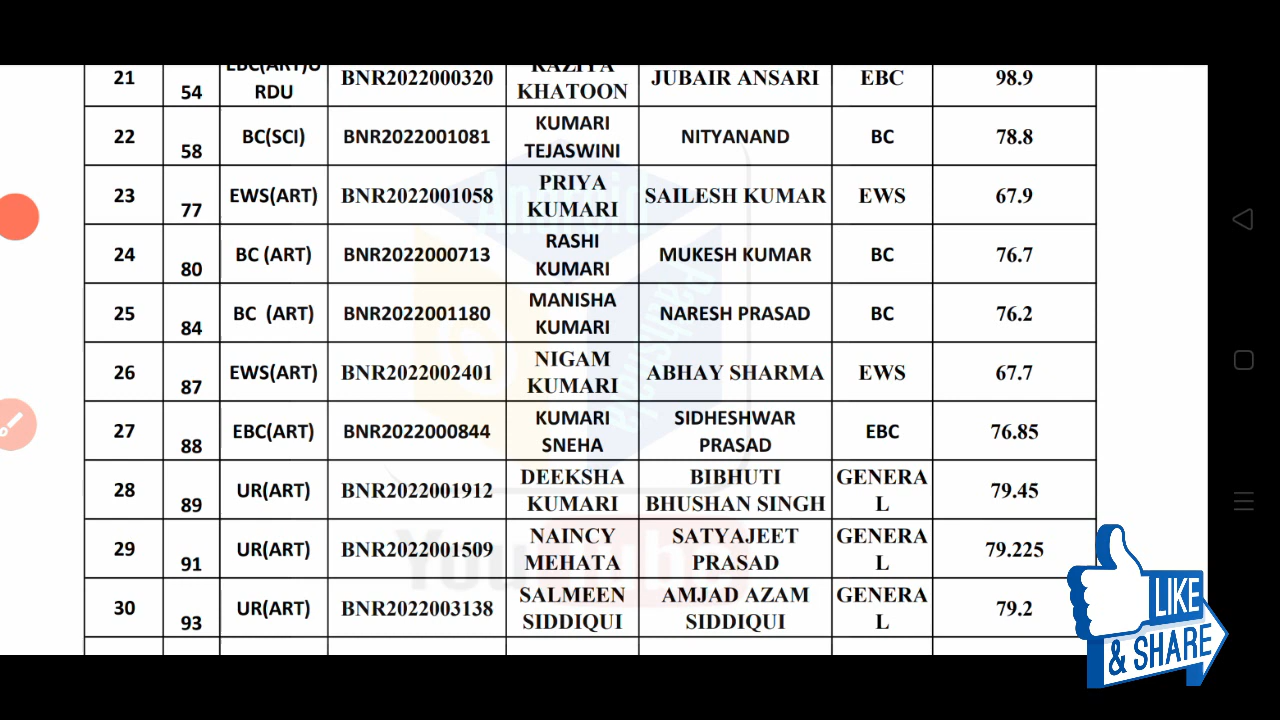 21 54 EBC(ART)U RDU BNR2022000320 RAZIYA KHATOON JUBAIR ANSARI EBC 98.9
22 58 BC(SCI) BNR2022001081 KUMARI TEJASWINI NITYANAND BC 78.8
23 77 EWS(ART) BNR2022001058 PRIYA KUMARI SAILESH KUMAR EWS 67.9
24 80 BC (ART) BNR2022000713 RASHI KUMARI MUKESH KUMAR BC 76.7
25 84 BC (ART) BNR2022001180 MANISHA KUMARI NARESH PRASAD BC 76.2
26 87 EWS(ART) BNR2022002401 NIGAM KUMARI ABHAY SHARMA EWS 67.7
27 88 EBC(ART) BNR2022000844 KUMARI SNEHA SIDHESHWAR PRASAD EBC 76.85
28 89 UR(ART) BNR2022001912 DEEKSHA KUMARI BIBHUTI BHUSHAN SINGH GENERA L 79.45
29 91 UR(ART) BNR2022001509 NAINCY MEHATA SATYAJEET PRASAD GENERA L 79.225
30 93 UR(ART) BNR2022003138 SALMEEN SIDDIQUI AMJAD AZAM SIDDIQUI GENERA L 79.2
YouTube
LIKE
& SHARE